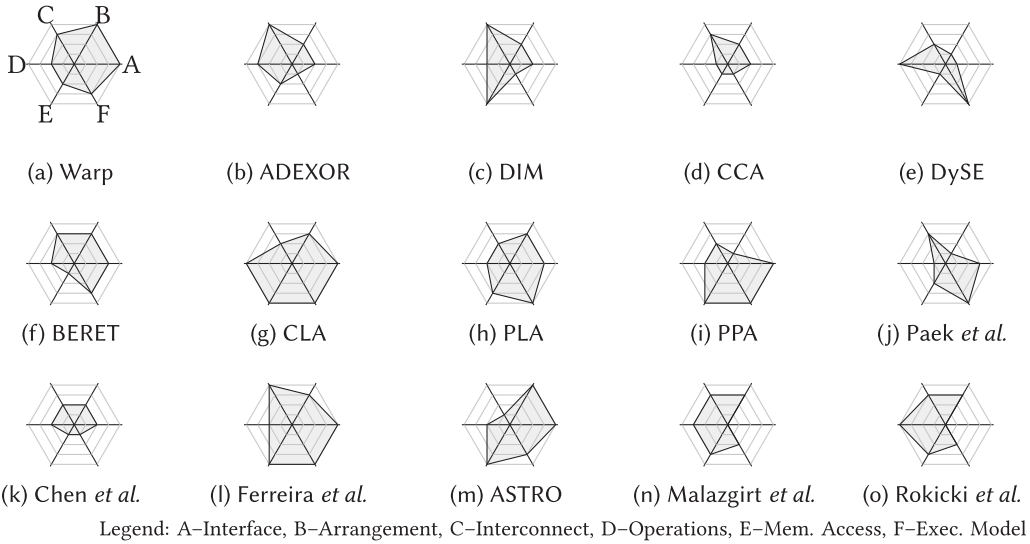 C B
D A
E F
(a) Warp (b) ADEXOR (c) DIM (d) CCA (e) DySE
(f) BERET (g) CLA (h) PLA (i) PPA (j) Paek et al.
(k) Chen et al. (l) Ferreira et al. (m) ASTRO (n) Malazgirt et al. (o) Rokicki et al.
Legend: A–Interface, B–Arrangement, C–Interconnect, D–Operations, E–Mem. Access, F–Exec. Model